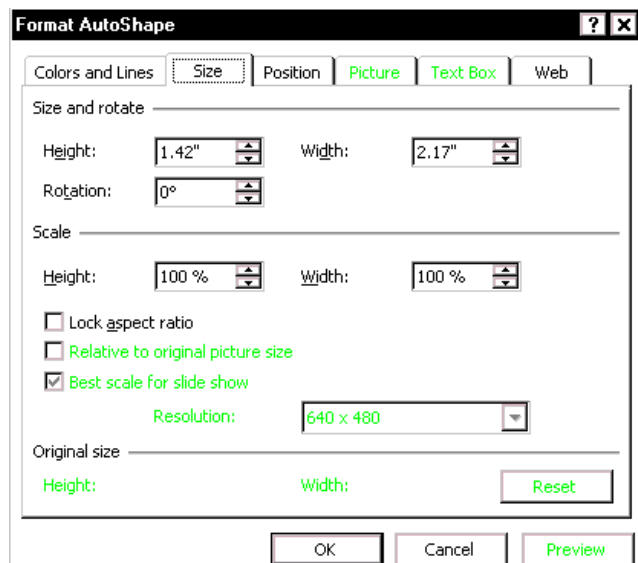 Format AutoShape
Colors and Lines Size Position Picture Text Box Web
Size and rotate
Height: 1.42" Width: 2.17"
Rotation: 0°
Scale
Height: 100 % Width: 100 %
Lock aspect ratio
Relative to original picture size
Best scale for slide show
Resolution: 640 x 480
Original size
Height: Width: Reset
OK Cancel Preview